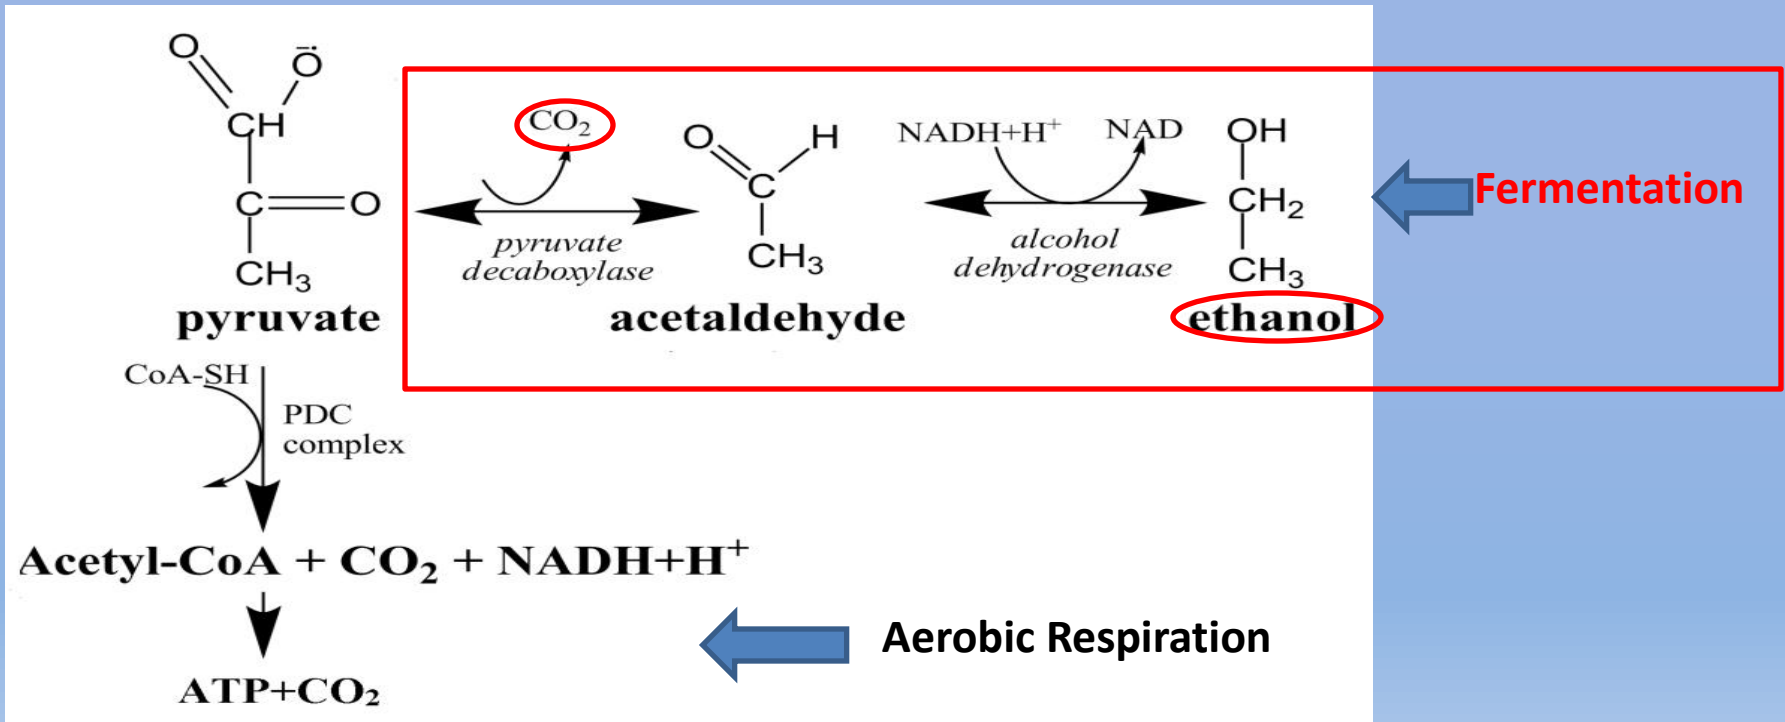 O
Ö
CH
C
O
CH₃
pyruvate
CO₂
pyruvate
decaboxylase
O
H
C
CH₃
acetaldehyde
NADH+H⁺
NAD
alcohol
dehydrogenase
OH
CH₂
CH₃
ethanol
Fermentation
CoA-SH
PDC
complex
Acetyl-CoA + CO₂ + NADH+H⁺
Aerobic Respiration
ATP+CO₂